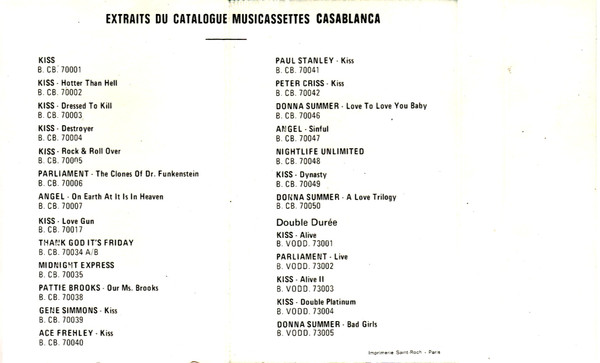 EXTRAITS DU CATALOGUE MUSICASSETTES CASABLANCA
KISS
B. CB. 70001
KISS - Hotter Than Hell
B. CB. 70002
KISS - Dressed To Kill
B. CB. 70003
KISS - Destroyer
B. CB. 70004
KISS - Rock & Roll Over
B. CB. 70005
PARLIAMENT - The Clones Of Dr. Funkenstein
B. CB. 70006
ANGEL - On Earth At It Is In Heaven
B. CB. 70007
KISS - Love Gun
B. CB. 70017
THANK GOD IT'S FRIDAY
B. CB. 70034 A/B
MIDNIGHT EXPRESS
B. CB. 70035
PATTIE BROOKS - Our Ms. Brooks
B. CB. 70038
GENE SIMMONS - Kiss
B. CB. 70039
ACE FREHLEY - Kiss
B. CB. 70040
PAUL STANLEY - Kiss
B. CB. 70041
PETER CRISS - Kiss
B. CB. 70042
DONNA SUMMER - Love To Love You Baby
B. CB. 70046
ANGEL - Sinful
B. CB. 70047
NIGHTLIFE UNLIMITED
B. CB. 70048
KISS - Dynasty
B. CB. 70049
DONNA SUMMER - A Love Trilogy
B. CB. 70050
Double Durée
KISS - Alive
B. VODD. 73001
PARLIAMENT - Live
B. VODD. 73002
KISS - Alive II
B. VODD. 73003
KISS - Double Platinum
B. VODD. 73004
DONNA SUMMER - Bad Girls
B. VODD. 73005
Imprimerie Saint-Roch - Paris